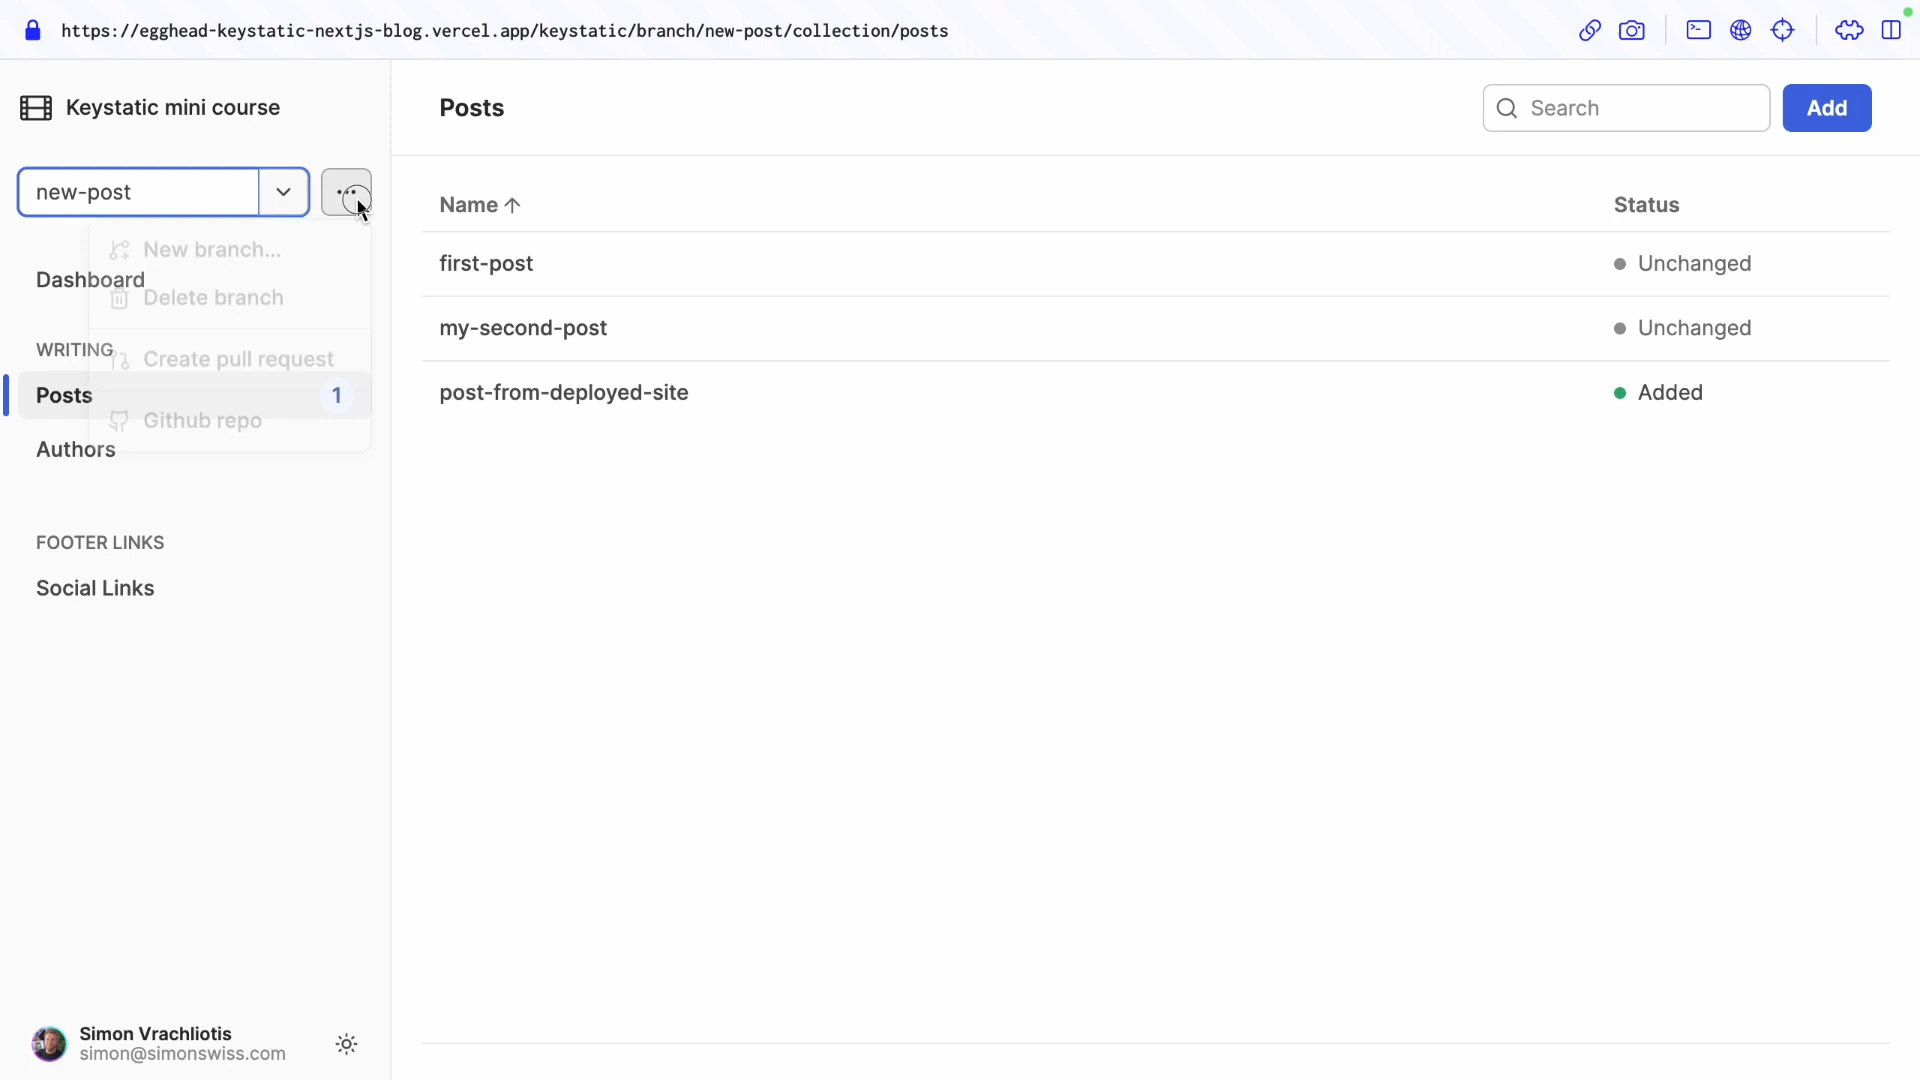 https://egghead-keystatic-nextjs-blog.vercel.app/keystatic/branch/new-post/collection/posts
Keystatic mini course
new-post
New branch...
Dashboard
Delete branch
WRITING
Create pull request
Posts 1
Github repo
Authors
FOOTER LINKS
Social Links
Simon Vrachliotis
simon@simonswiss.com
Posts
Search
Add
Name Status
first-post Unchanged
my-second-post Unchanged
post-from-deployed-site Added